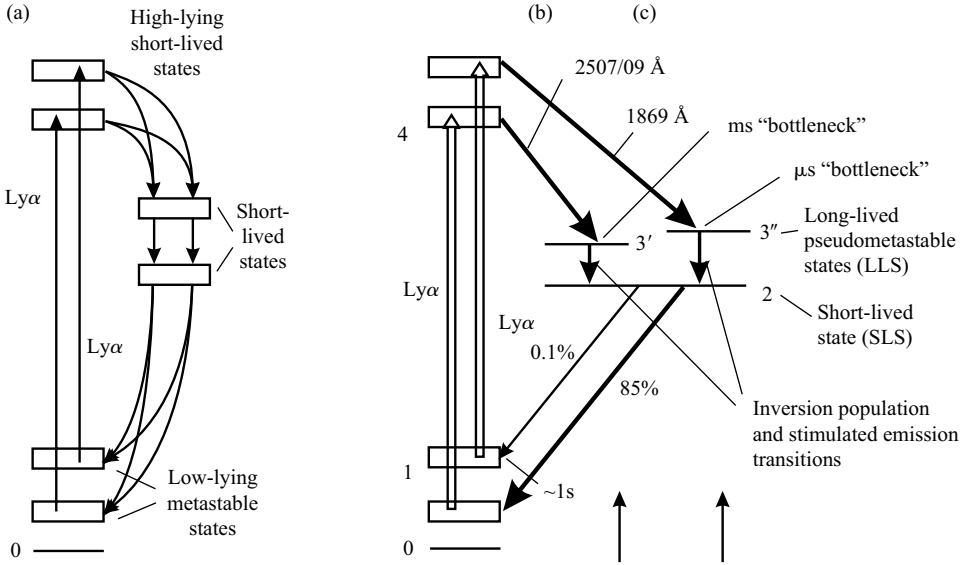 (a)
High-lying
short-lived
states
Lyα
Lyα
Short-
lived
states
Low-lying
metastable
states
0
(b)
(c)
2507/09 Å
1869 Å
4
ms “bottleneck”
μs “bottleneck”
3′
3″
Long-lived
pseudometastable
states (LLS)
2
Short-lived
state (SLS)
Lyα
Lyα
0.1%
85%
Inversion population
and stimulated emission
transitions
1
~1s
0